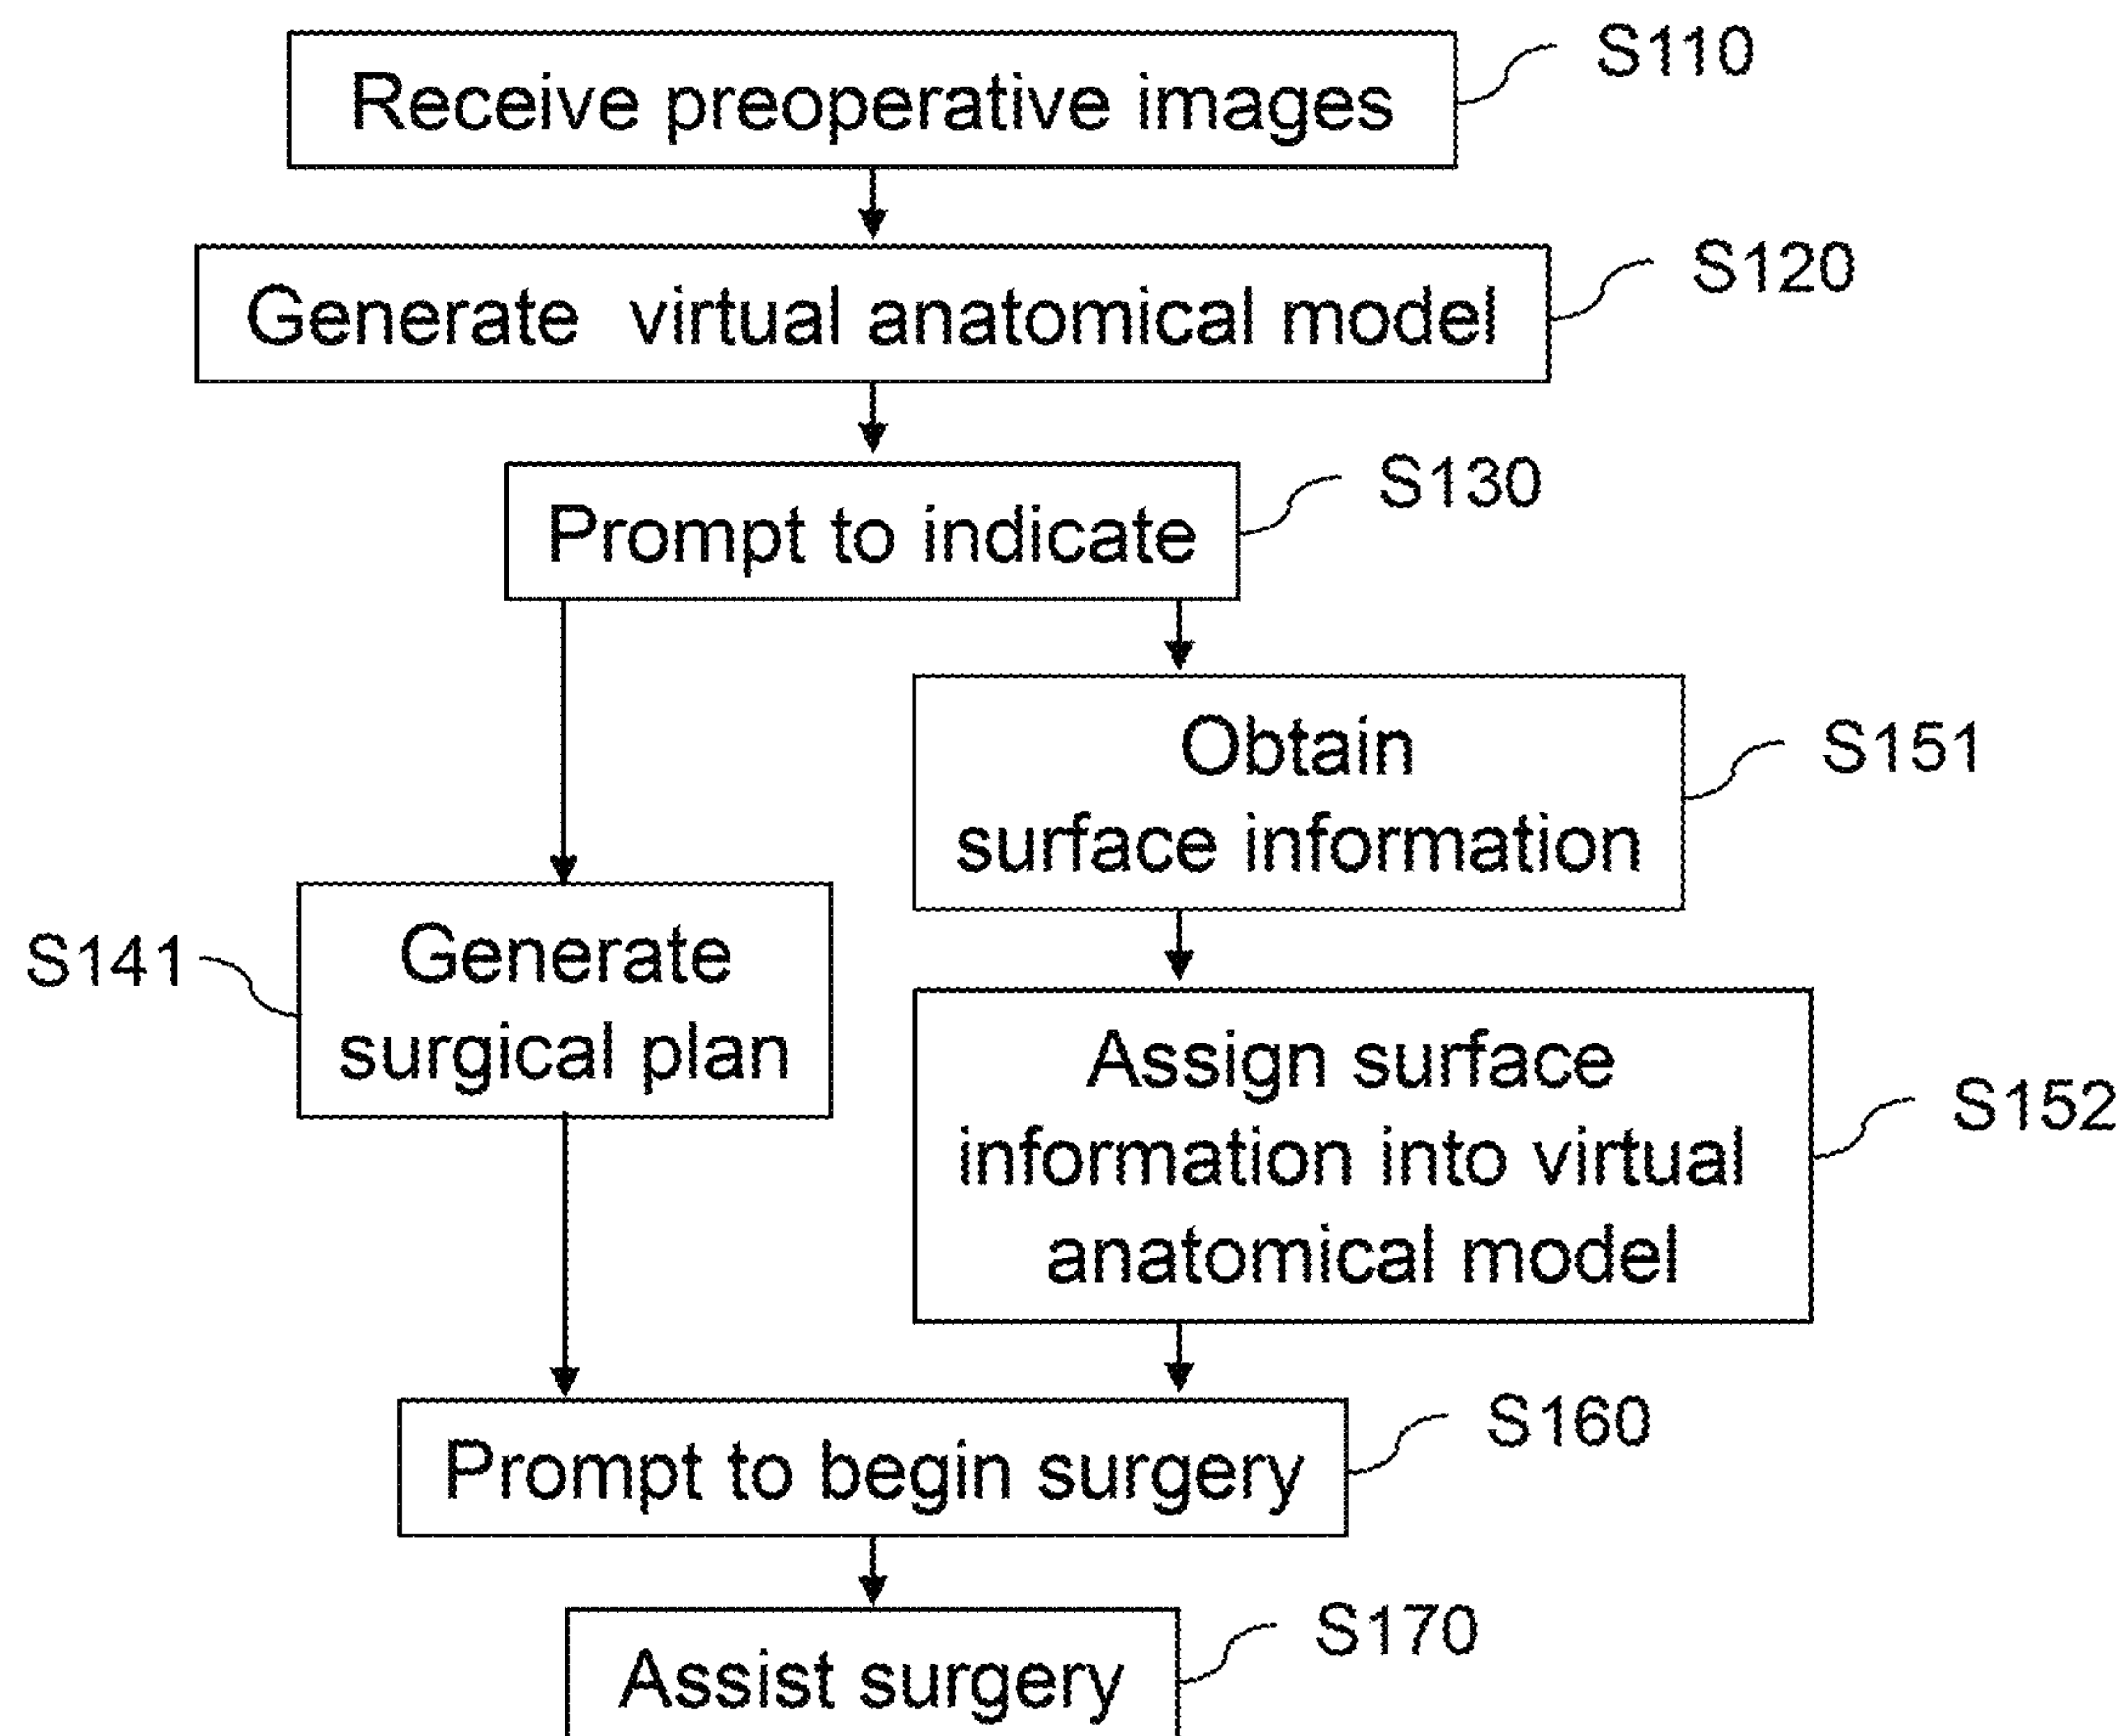 Receive preoperative images
S110
Generate virtual anatomical model
S120
Prompt to indicate
S130
Obtain
surface information
S151
S141
Generate
surgical plan
Assign surface
information into virtual
anatomical model
S152
Prompt to begin surgery
S160
Assist surgery
S170